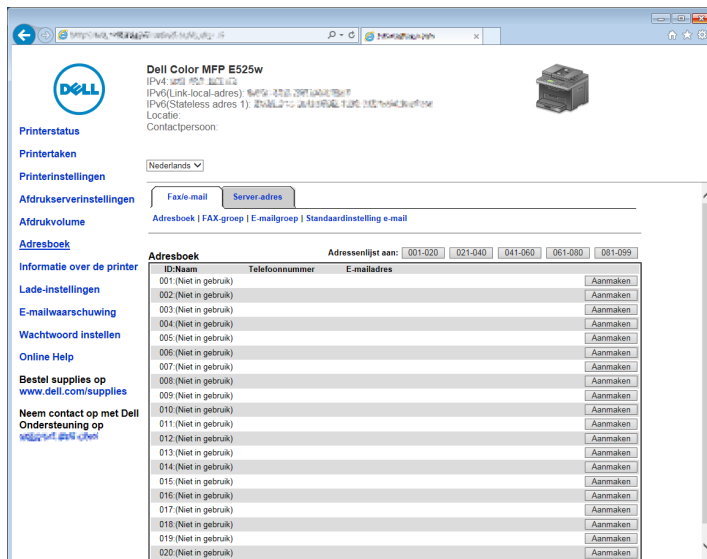 Dell Color MFP E525w
IPv4:
IPv6(Link-local-adres):
IPv6(Stateless adres 1):
Locatie:
Contactpersoon:
DELL
Printerstatus
Printertaken
Printerinstellingen
Afdrukserverinstellingen
Afdrukvolume
Adresboek
Informatie over de printer
Lade-instellingen
E-mailwaarschuwing
Wachtwoord instellen
Online Help
Bestel supplies op
www.dell.com/supplies
Neem contact op met Dell
Ondersteuning op
Nederlands
Fax/e-mail Server-adres
Adresboek | FAX-groep | E-mailgroep | Standaardinstelling e-mail
Adresboek Adressenlijst aan: 001-020 021-040 041-060 061-080 081-099
ID:Naam Telefoonnummer E-mailadres
001:(Niet in gebruik) Aanmaken
002:(Niet in gebruik) Aanmaken
003:(Niet in gebruik) Aanmaken
004:(Niet in gebruik) Aanmaken
005:(Niet in gebruik) Aanmaken
006:(Niet in gebruik) Aanmaken
007:(Niet in gebruik) Aanmaken
008:(Niet in gebruik) Aanmaken
009:(Niet in gebruik) Aanmaken
010:(Niet in gebruik) Aanmaken
011:(Niet in gebruik) Aanmaken
012:(Niet in gebruik) Aanmaken
013:(Niet in gebruik) Aanmaken
014:(Niet in gebruik) Aanmaken
015:(Niet in gebruik) Aanmaken
016:(Niet in gebruik) Aanmaken
017:(Niet in gebruik) Aanmaken
018:(Niet in gebruik) Aanmaken
019:(Niet in gebruik) Aanmaken
020:(Niet in gebruik) Aanmaken